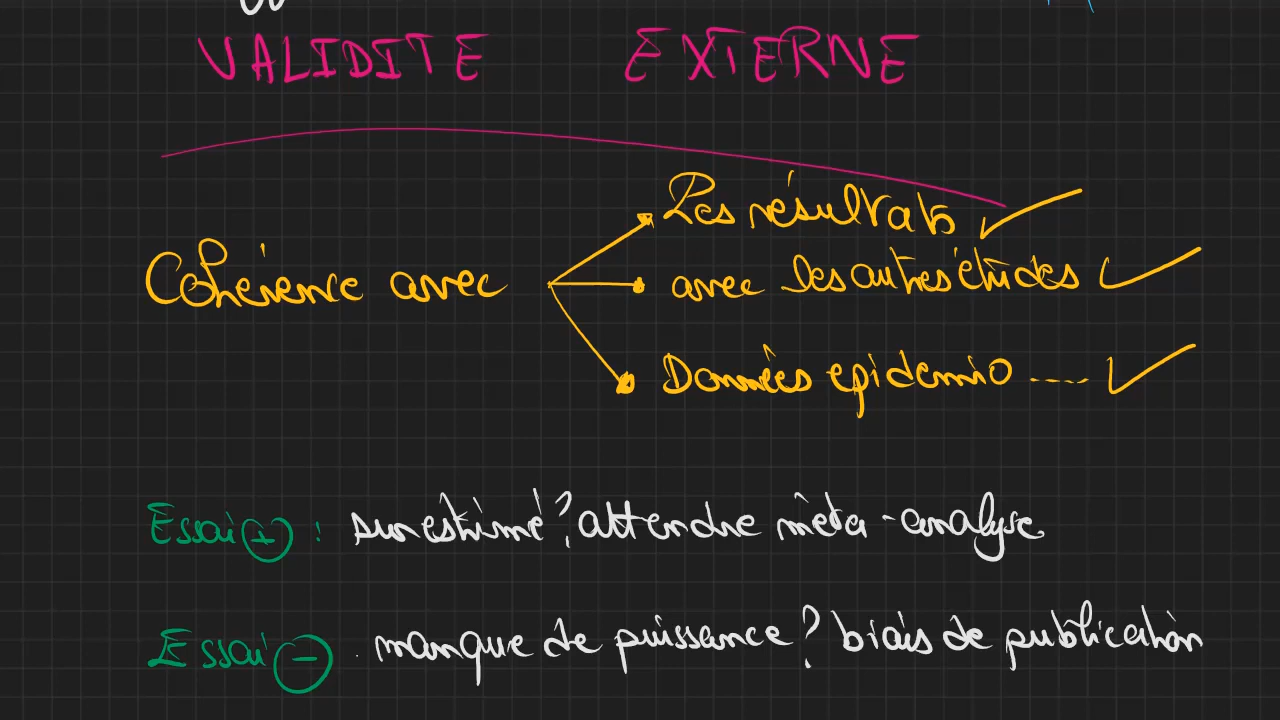 VALIDITE EXTERNE
Les résultats
Cohérence avec
avec les autres études
Données epidemio ....
Essai + : surestimé ? attendre méta-analyse
Essai - . manque de puissance ? biais de publication